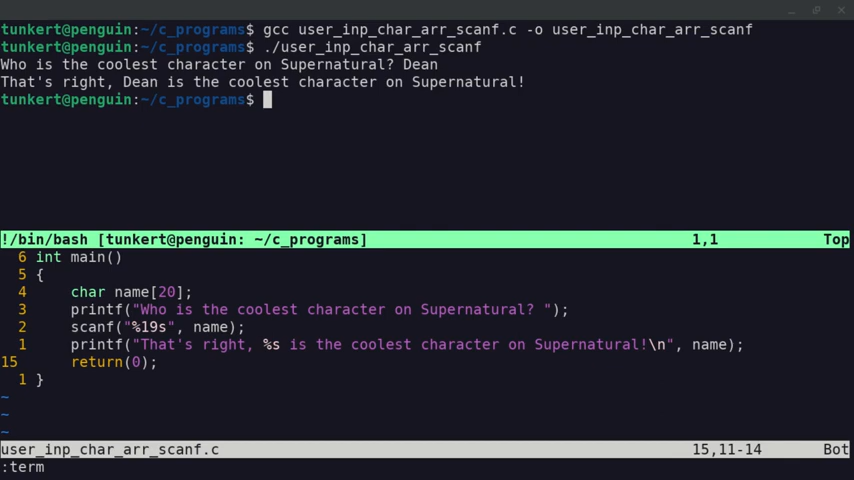 tunkert@penguin:~/c_programs$ gcc user_inp_char_arr_scanf.c -o user_inp_char_arr_scanf
tunkert@penguin:~/c_programs$ ./user_inp_char_arr_scanf
Who is the coolest character on Supernatural? Dean
That's right, Dean is the coolest character on Supernatural!
tunkert@penguin:~/c_programs$
!/bin/bash [tunkert@penguin: ~/c_programs] 1,1 Top
6 int main()
5 {
4 char name[20];
3 printf("Who is the coolest character on Supernatural? ");
2 scanf("%19s", name);
1 printf("That's right, %s is the coolest character on Supernatural!\n", name);
15 return(0);
1 }
~
~
~
user_inp_char_arr_scanf.c 15,11-14 Bot
:term